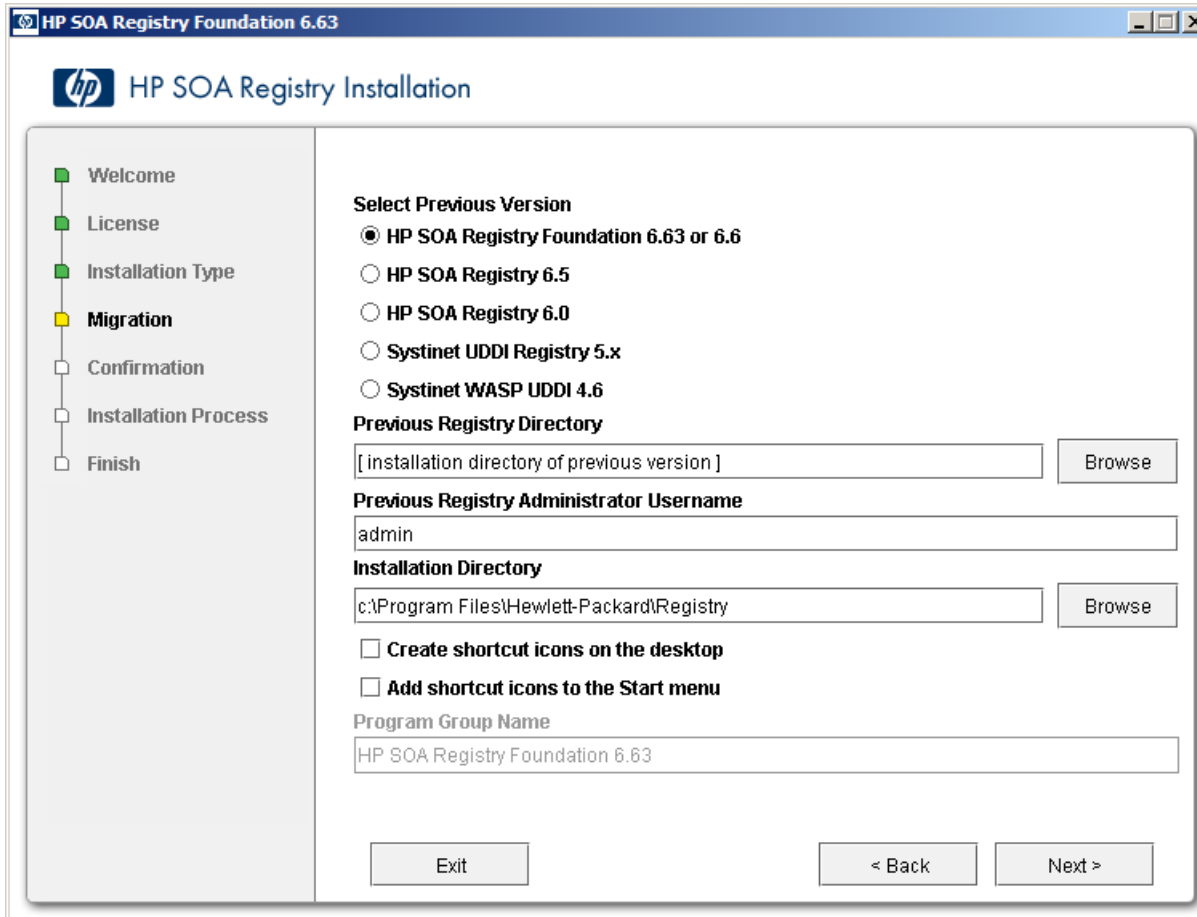 HP SOA Registry Foundation 6.63
hp HP SOA Registry Installation
Welcome
License
Installation Type
Migration
Confirmation
Installation Process
Finish
Select Previous Version
HP SOA Registry Foundation 6.63 or 6.6
HP SOA Registry 6.5
HP SOA Registry 6.0
Systinet UDDI Registry 5.x
Systinet WASP UDDI 4.6
Previous Registry Directory
[ installation directory of previous version ] Browse
Previous Registry Administrator Username
admin
Installation Directory
c:\Program Files\Hewlett-Packard\Registry Browse
Create shortcut icons on the desktop
Add shortcut icons to the Start menu
Program Group Name
HP SOA Registry Foundation 6.63
Exit < Back Next >